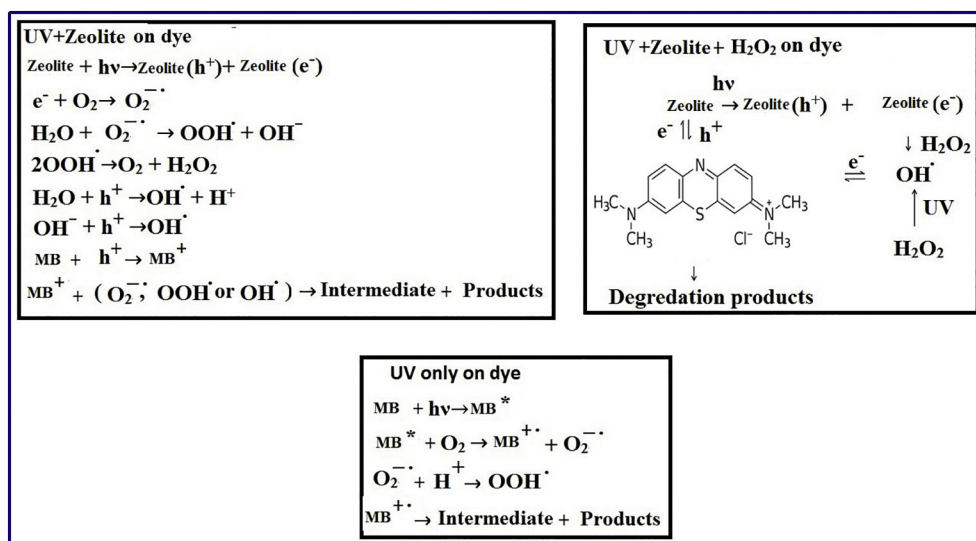 UV+Zeolite on dye
Zeolite + hν→Zeolite(h⁺)+ Zeolite (e⁻)
e⁻ + O₂→ O₂⁻˙
H₂O + O₂⁻˙ → OOH˙ + OH⁻
2OOH˙→O₂ + H₂O₂
H₂O + h⁺→OH˙ + H⁺
OH⁻ + h⁺→OH˙
MB + h⁺→ MB⁺
MB⁺ + ( O₂⁻˙, OOH˙ or OH˙ ) → Intermediate + Products
UV +Zeolite + H₂O₂ on dye
hν
Zeolite → Zeolite(h⁺) + Zeolite (e⁻)
e⁻ ⇅ h⁺
↓ H₂O₂
e⁻
⇌ OH˙
↑ UV
H₂O₂
N
H₃C N S N⁺ CH₃
CH₃ Cl⁻ CH₃
↓
Degredation products
UV only on dye
MB + hν→MB*
MB* + O₂ → MB⁺˙ + O₂⁻˙
O₂⁻˙ + H⁺ → OOH˙
MB⁺˙ → Intermediate + Products